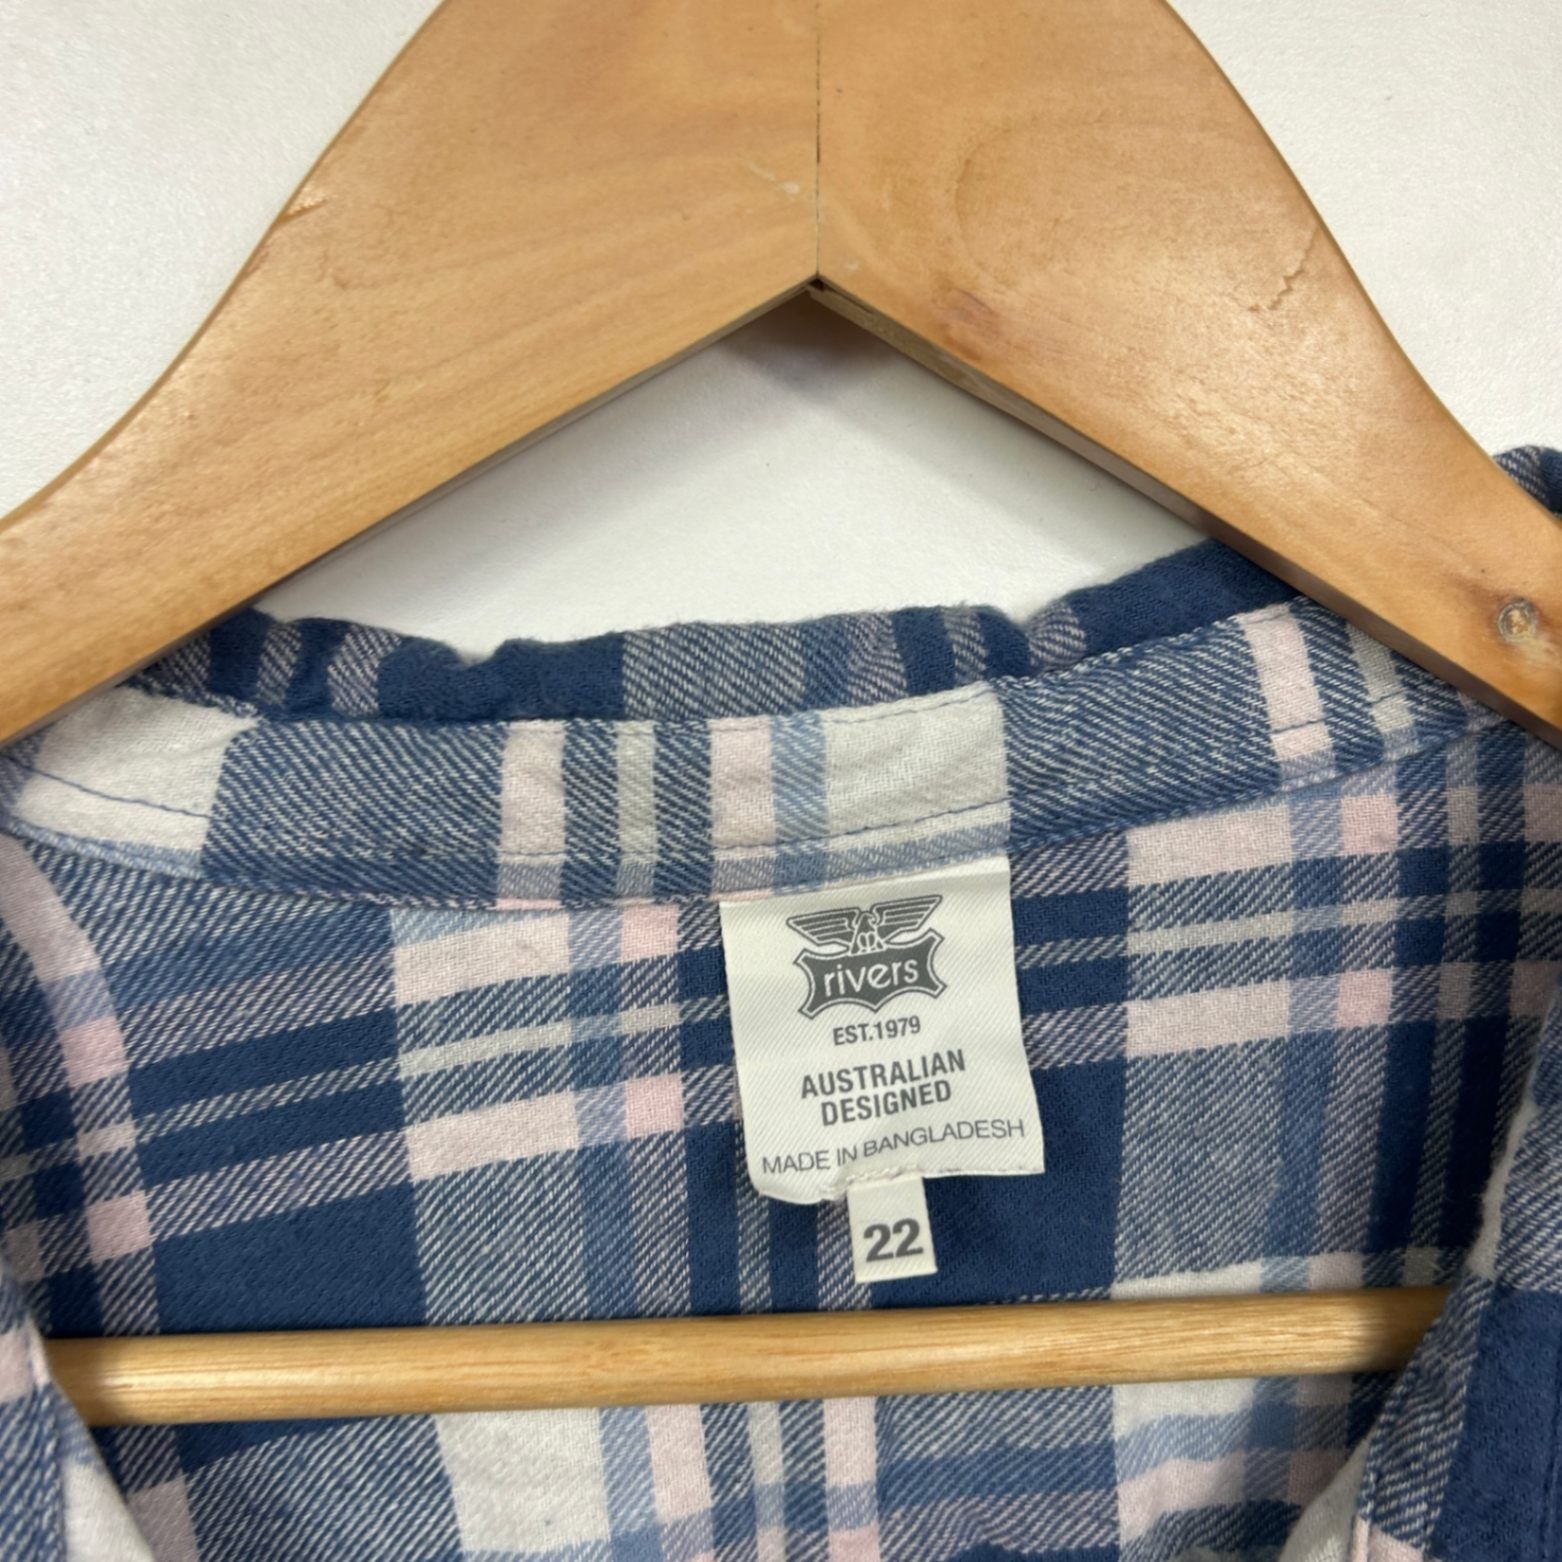 rivers
EST.1979
AUSTRALIAN
DESIGNED
MADE IN BANGLADESH
22